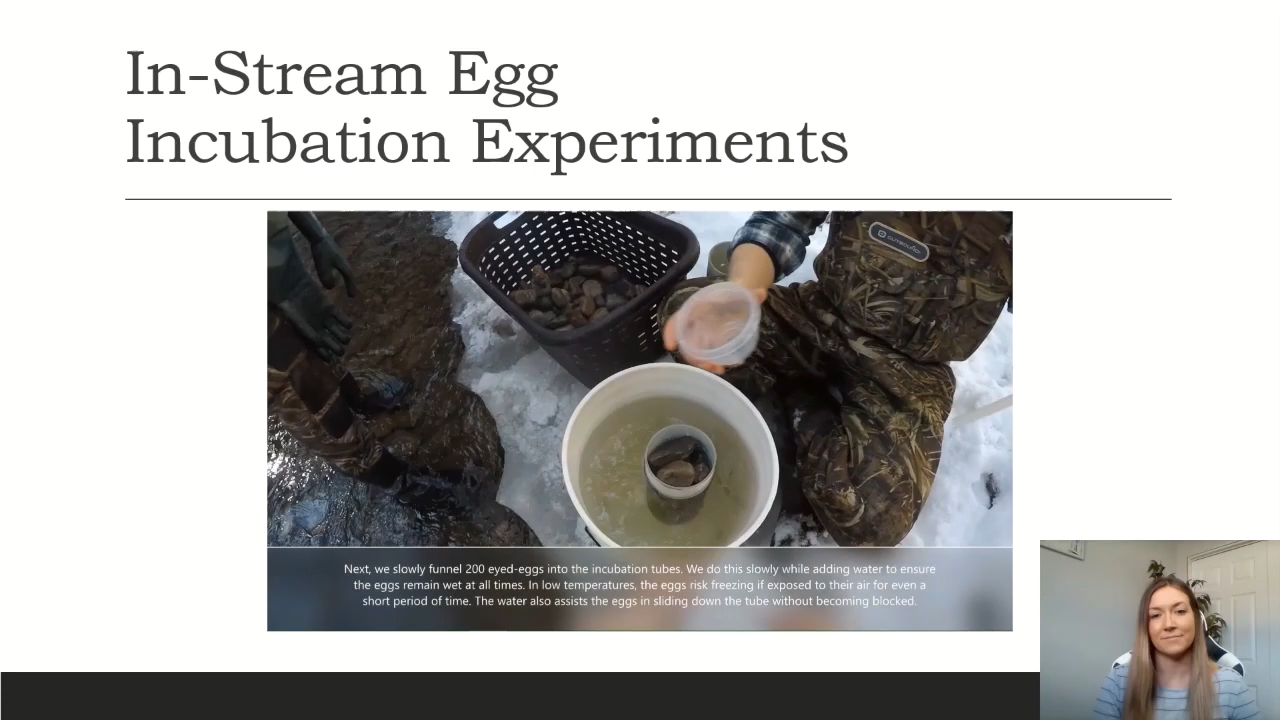 In-Stream Egg
Incubation Experiments
OUTBOUND
Next, we slowly funnel 200 eyed-eggs into the incubation tubes. We do this slowly while adding water to ensure
the eggs remain wet at all times. In low temperatures, the eggs risk freezing if exposed to their air for even a
short period of time. The water also assists the eggs in sliding down the tube without becoming blocked.